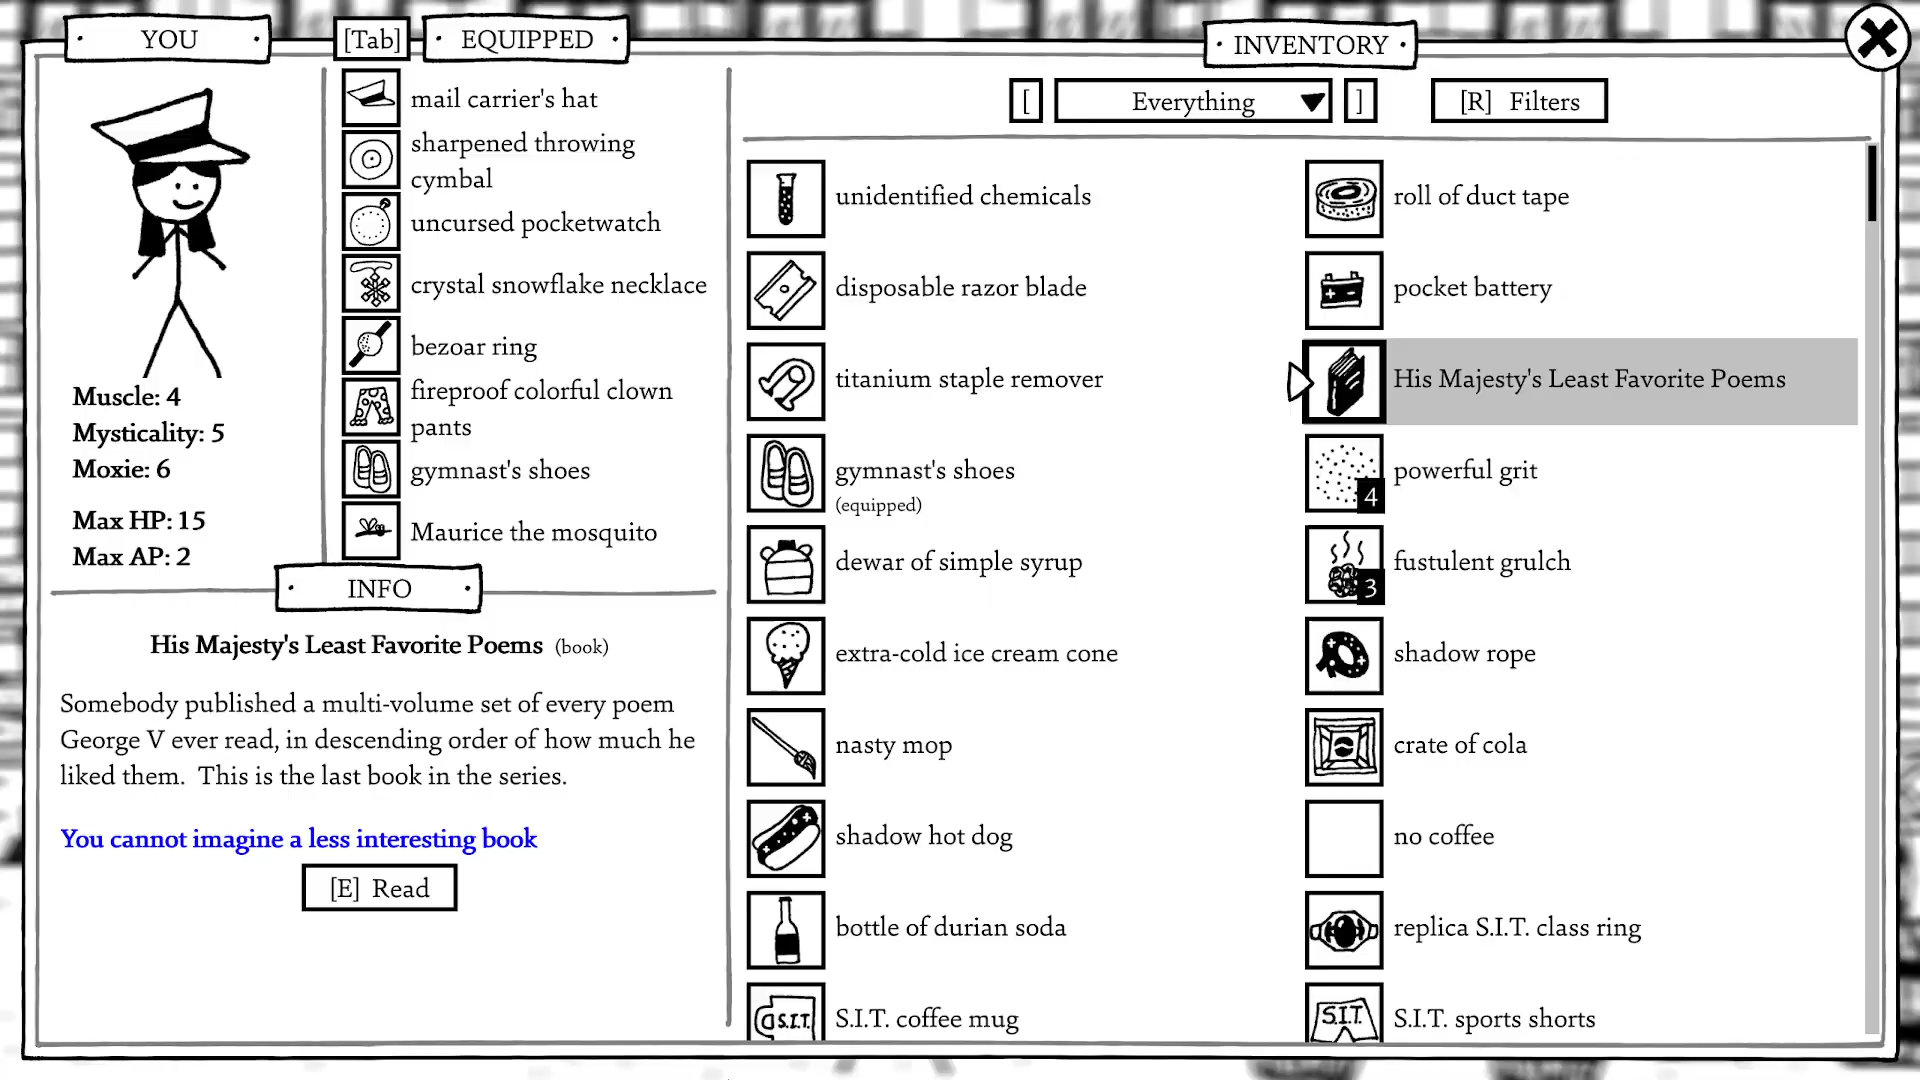 YOU
[Tab]
EQUIPPED
INVENTORY
mail carrier's hat
sharpened throwing
cymbal
uncursed pocketwatch
crystal snowflake necklace
bezoar ring
fireproof colorful clown
pants
gymnast's shoes
Maurice the mosquito
Muscle: 4
Mysticality: 5
Moxie: 6
Max HP: 15
Max AP: 2
INFO
His Majesty's Least Favorite Poems (book)
Somebody published a multi-volume set of every poem
George V ever read, in descending order of how much he
liked them. This is the last book in the series.
You cannot imagine a less interesting book
[E] Read
[
Everything
]
[R] Filters
unidentified chemicals
roll of duct tape
disposable razor blade
pocket battery
titanium staple remover
His Majesty's Least Favorite Poems
gymnast's shoes
(equipped)
powerful grit
4
dewar of simple syrup
fustulent grulch
3
extra-cold ice cream cone
shadow rope
nasty mop
crate of cola
shadow hot dog
no coffee
bottle of durian soda
replica S.I.T. class ring
S.I.T.
S.I.T. coffee mug
S.I.T.
S.I.T. sports shorts